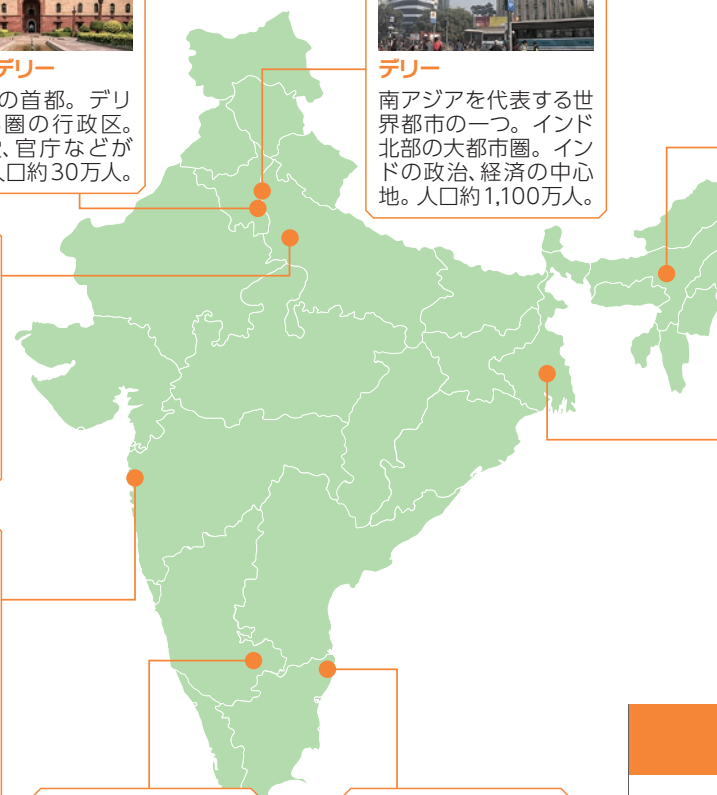 デリー
の首都。デリ
圏の行政区。
、官庁などが
人口約30万人。
デリー
南アジアを代表する世
界都市の一つ。インド
北部の大都市圏。イン
ドの政治、経済の中心
地。人口約1,100万人。